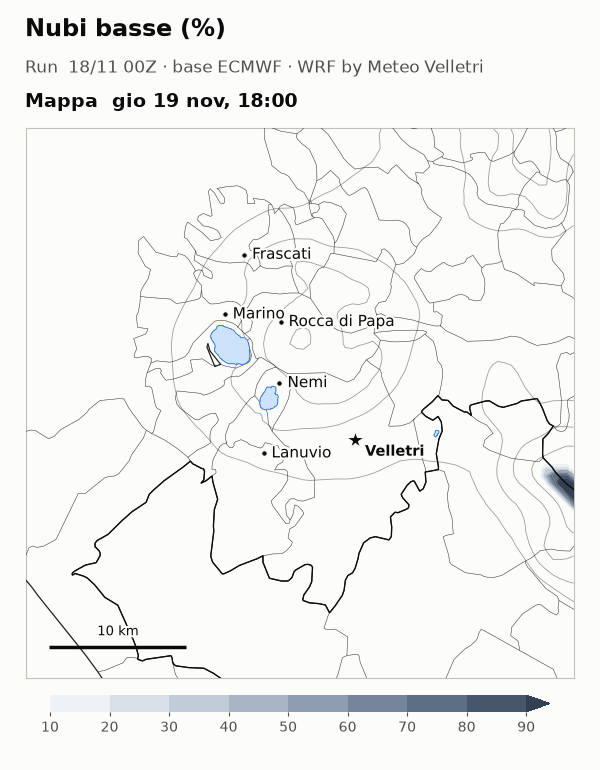 Nubi basse (%)
Run  18/11 00Z · base ECMWF · WRF by Meteo Velletri
Mappa  gio 19 nov, 18:00
Frascati
Marino
Rocca di Papa
Nemi
Velletri
Lanuvio
10 km
10 20 30 40 50 60 70 80 90